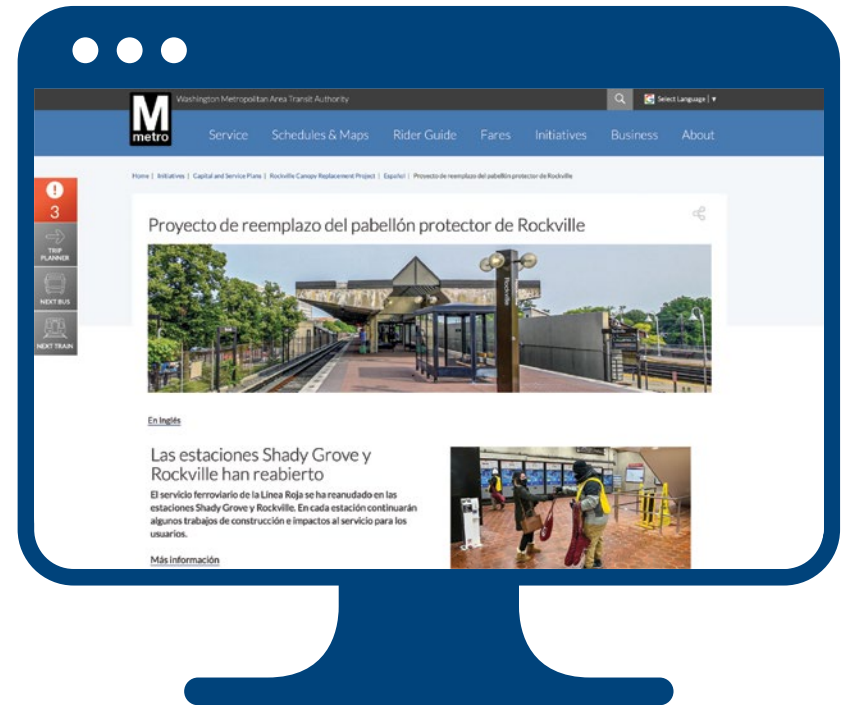 Washington Metropolitan Area Transit Authority
Select Language | ▼
M
metro
Service Schedules & Maps Rider Guide Fares Initiatives Business About
Home | Initiatives | Capital and Service Plans | Rockville Canopy Replacement Project | Español | Proyecto de reemplazo del pabellón protector de Rockville
!
3
TRIP
PLANNER
NEXT BUS
NEXT TRAIN
Proyecto de reemplazo del pabellón protector de Rockville
Rockville
En Inglés
Las estaciones Shady Grove y
Rockville han reabierto
El servicio ferroviario de la Línea Roja se ha reanudado en las
estaciones Shady Grove y Rockville. En cada estación continuarán
algunos trabajos de construcción e impactos al servicio para los
usuarios.
Más información